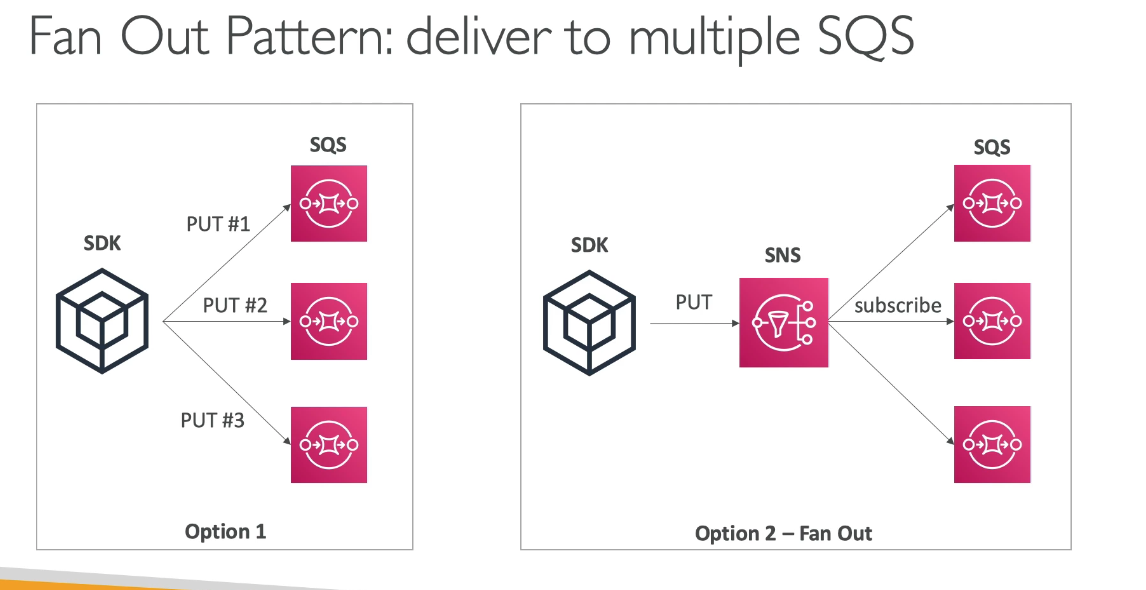 Fan Out Pattern: deliver to multiple SQS
SQS
PUT #1
SDK
PUT #2
PUT #3
Option 1
SQS
SDK
SNS
PUT
subscribe
Option 2 – Fan Out